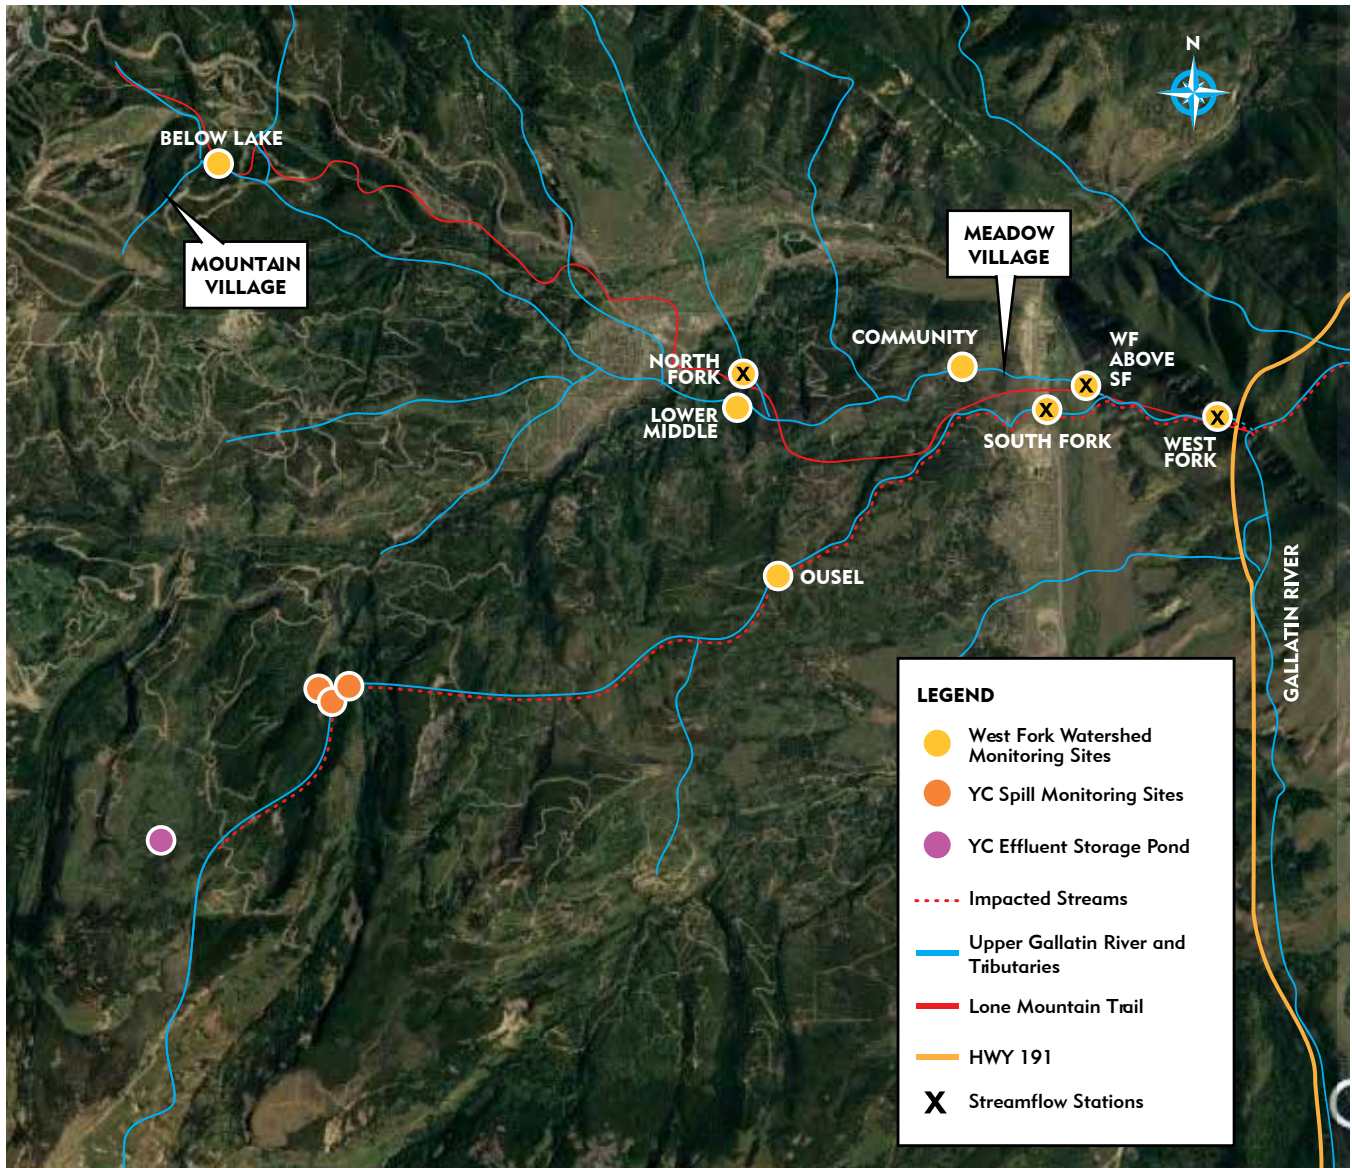 N
BELOW LAKE
MOUNTAIN
VILLAGE
MEADOW
VILLAGE
COMMUNITY
WF
ABOVE
SF
NORTH
FORK
X
X
LOWER
MIDDLE
X
SOUTH FORK
X
WEST
FORK
OUSEL
GALLATIN RIVER
LEGEND
West Fork Watershed
Monitoring Sites
YC Spill Monitoring Sites
YC Effluent Storage Pond
Impacted Streams
Upper Gallatin River and
Tributaries
Lone Mountain Trail
HWY 191
X Streamflow Stations